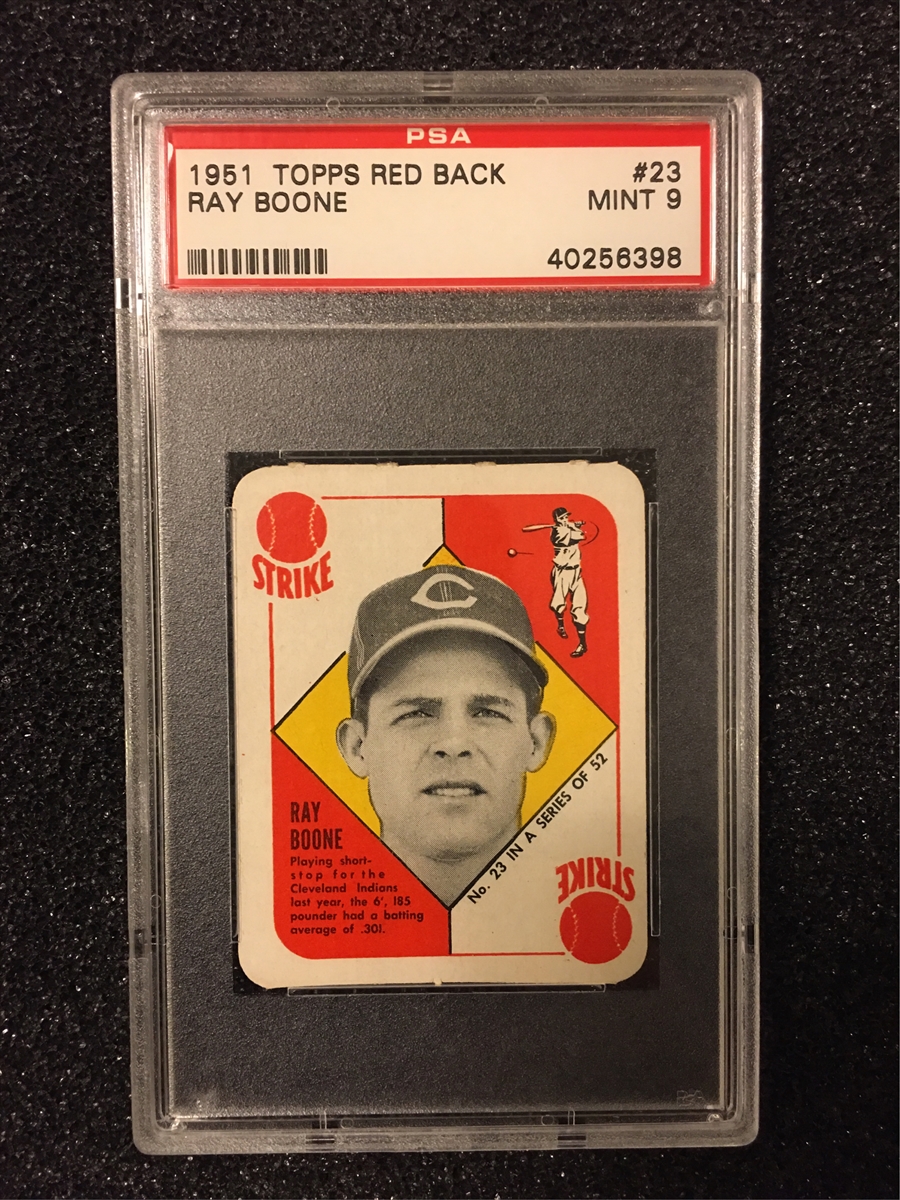 PSA
1951 TOPPS RED BACK #23
RAY BOONE MINT 9
40256398
STRIKE
C
RAY
BOONE
Playing short-
stop for the
Cleveland Indians
last year, the 6', 185
pounder had a batting
average of .301.
No. 23 IN A SERIES OF 52
STRIKE